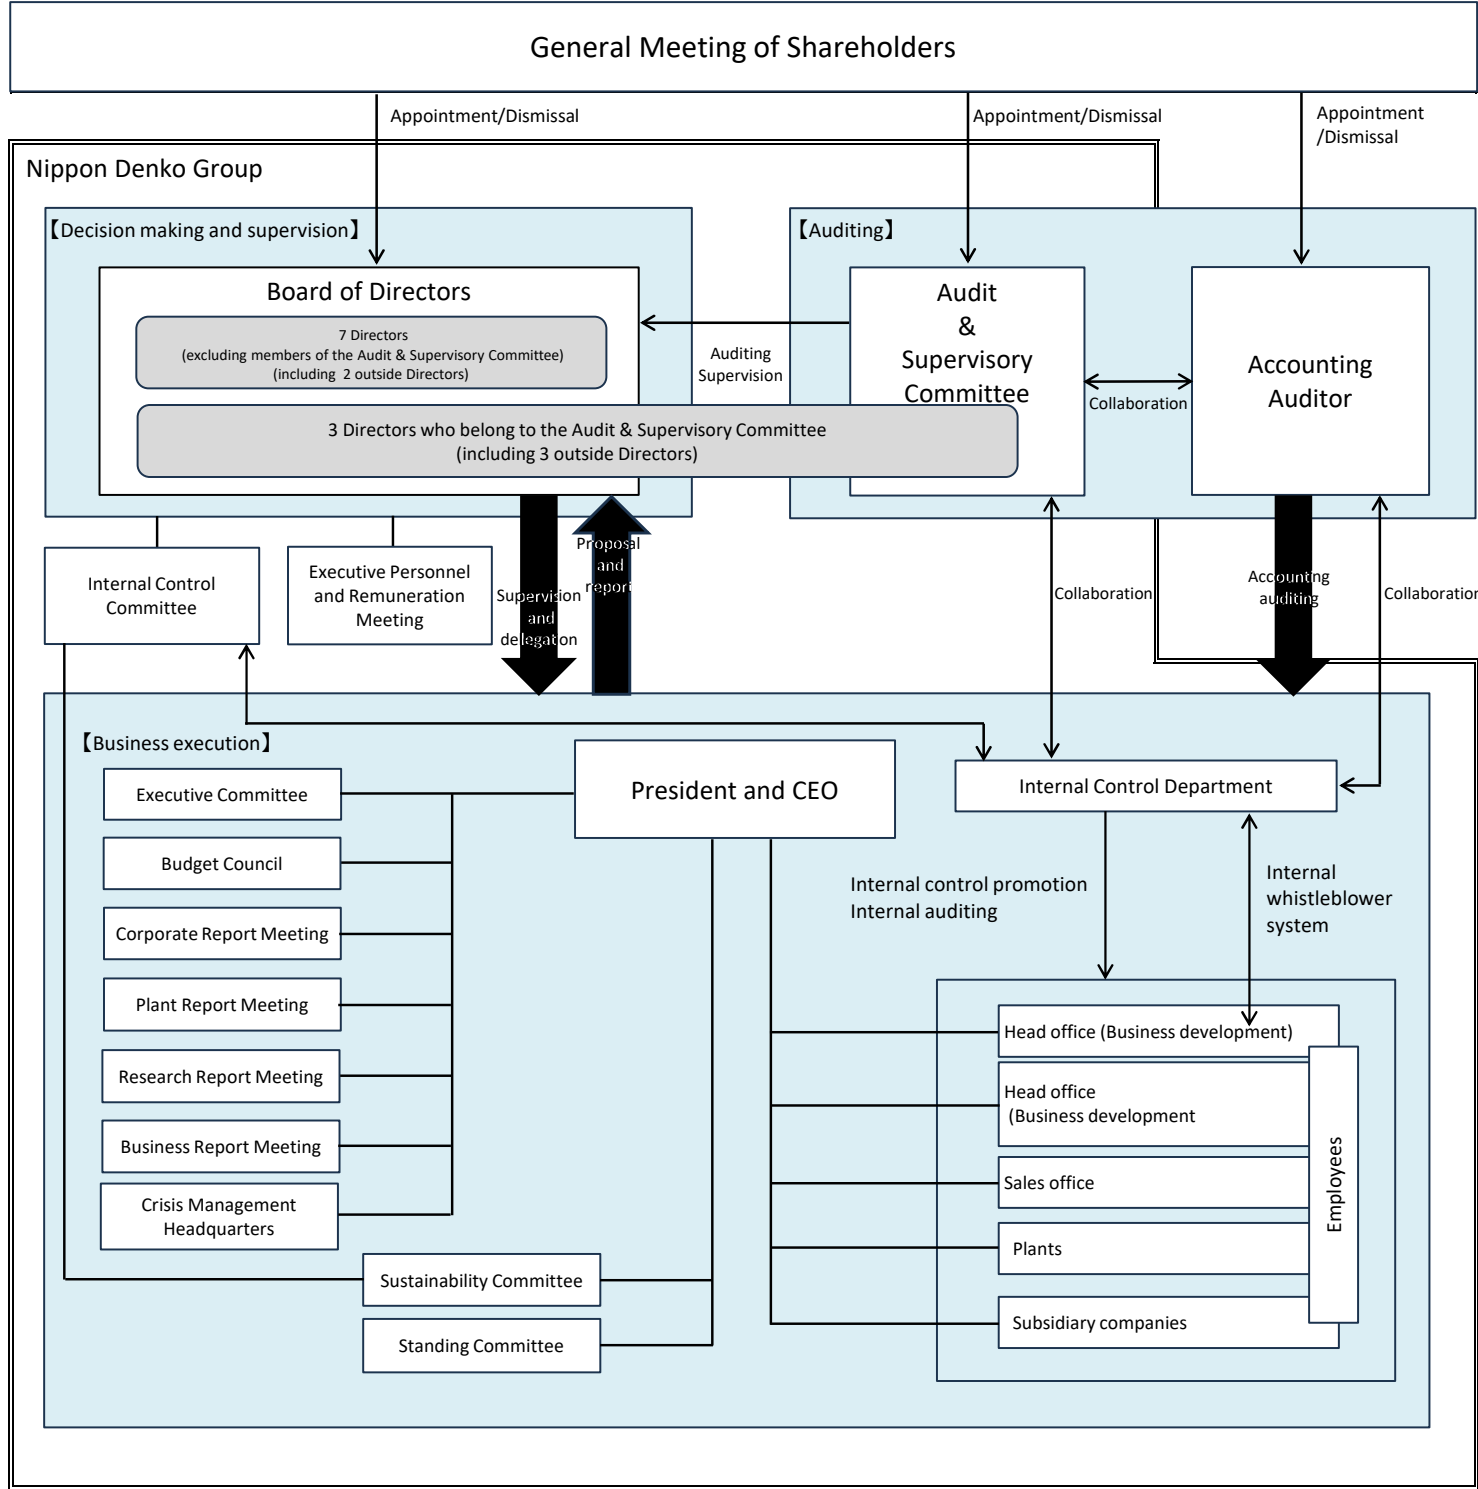 General Meeting of Shareholders
Appointment/Dismissal
Appointment/Dismissal
Appointment
/Dismissal
Nippon Denko Group
【Decision making and supervision】
【Auditing】
Board of Directors
7 Directors
(excluding members of the Audit & Supervisory Committee)
(including 2 outside Directors)
3 Directors who belong to the Audit & Supervisory Committee
(including 3 outside Directors)
Auditing
Supervision
Audit
&
Supervisory
Committee
Collaboration
Accounting
Auditor
Internal Control
Committee
Executive Personnel
and Remuneration
Meeting
Supervision
and
delegation
Proposal
and
report
Collaboration
Accounting
auditing
Collaboration
【Business execution】
President and CEO
Internal Control Department
Executive Committee
Budget Council
Corporate Report Meeting
Plant Report Meeting
Research Report Meeting
Business Report Meeting
Crisis Management
Headquarters
Sustainability Committee
Standing Committee
Internal control promotion
Internal auditing
Internal
whistleblower
system
Head office (Business development)
Head office
(Business development
Sales office
Plants
Subsidiary companies
Employees